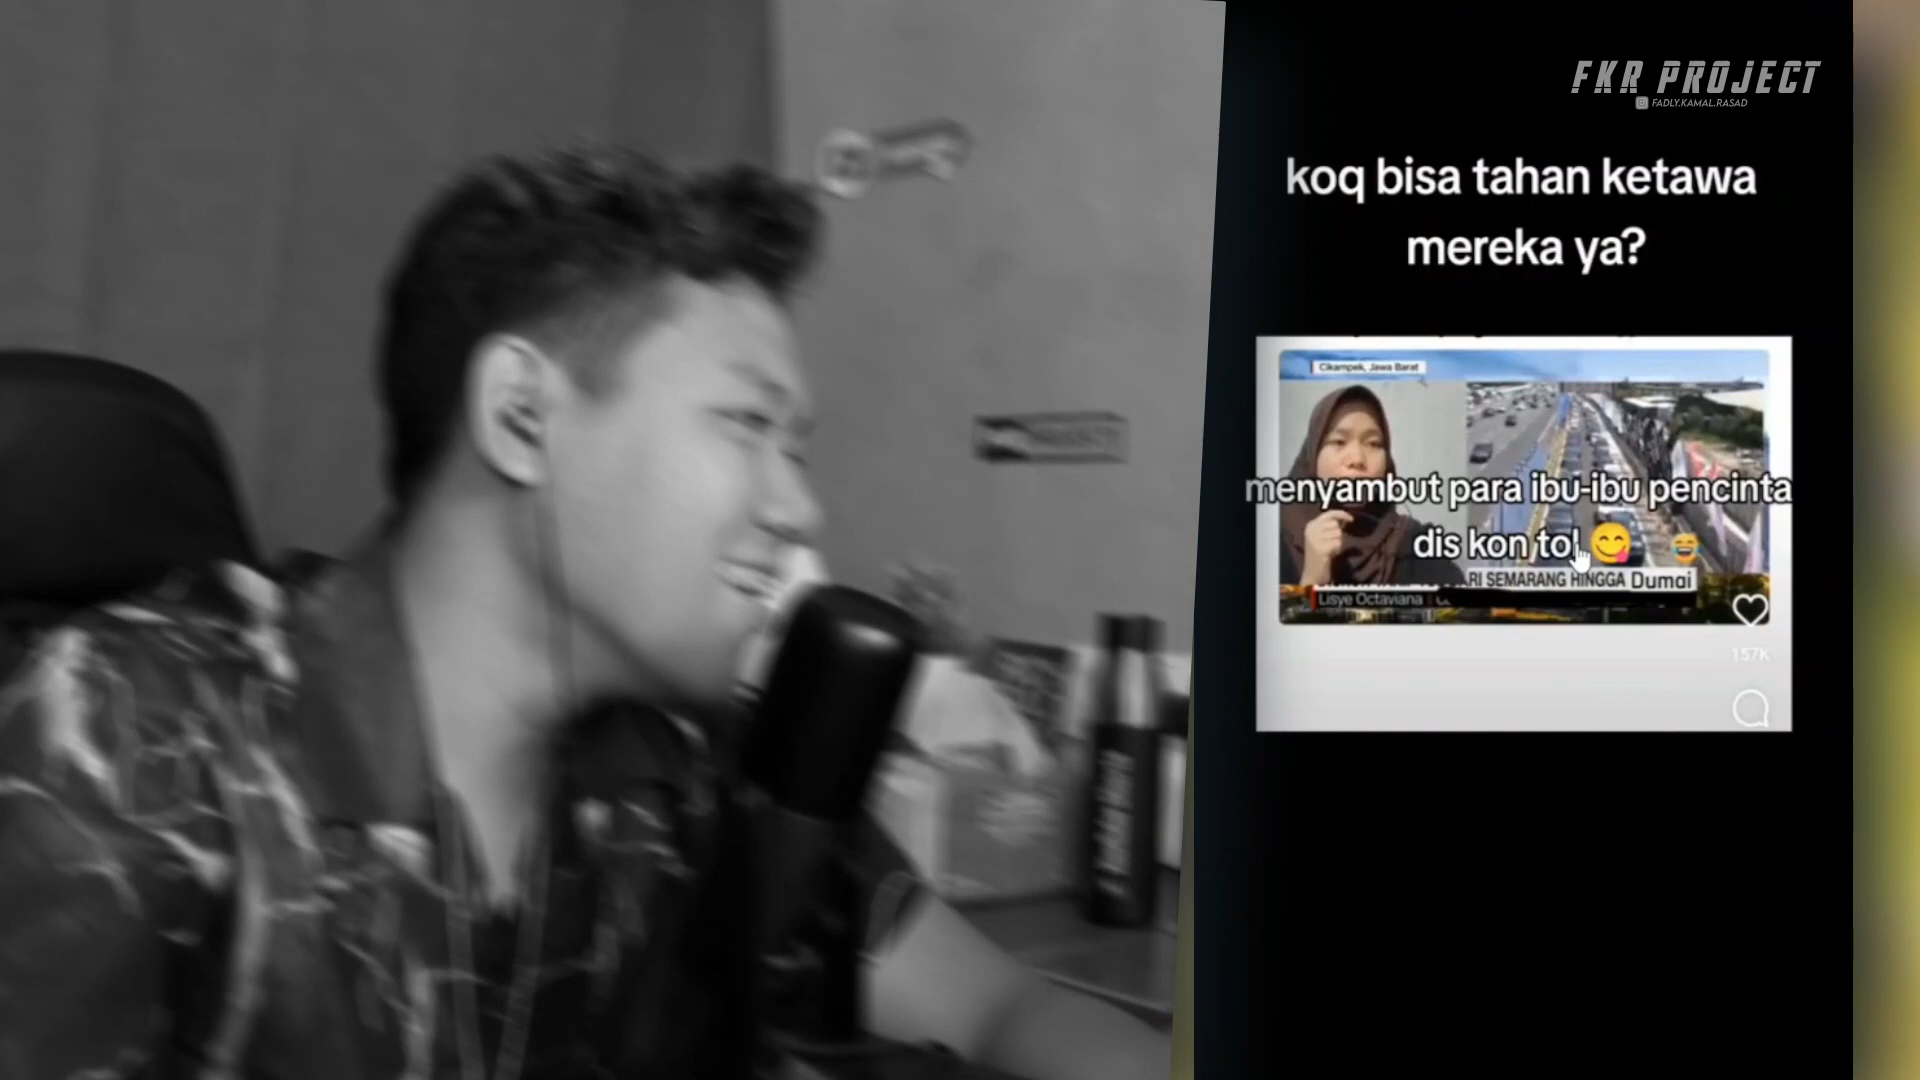 FKR PROJECT
FADLY.KAMAL.RASAD
koq bisa tahan ketawa
mereka ya?
Cikampek, Jawa Barat
menyambut para ibu-ibu pencinta
dis kon tol😋 😅
RI SEMARANG HINGGA Dumai
Lisye Octaviana
157K